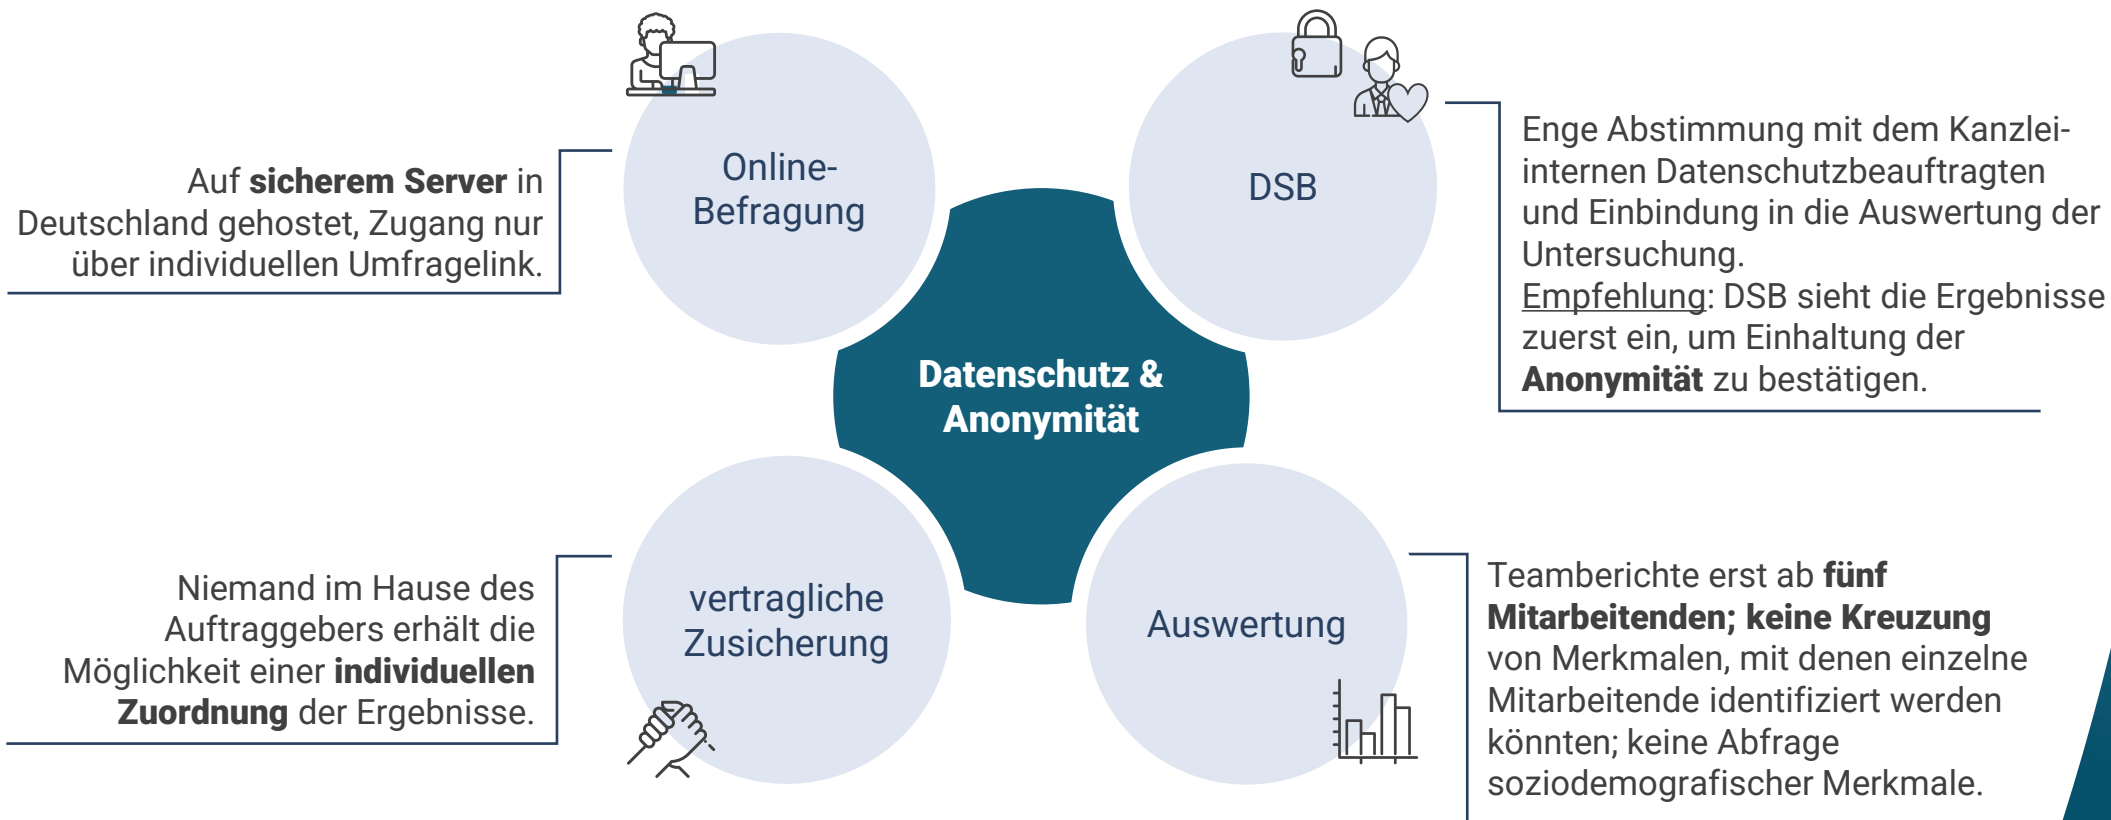 Online-
Befragung
Auf sicherem Server in
Deutschland gehostet, Zugang nur
über individuellen Umfragelink.
DSB
Enge Abstimmung mit dem Kanzlei-
internen Datenschutzbeauftragten
und Einbindung in die Auswertung der
Untersuchung.
Empfehlung: DSB sieht die Ergebnisse
zuerst ein, um Einhaltung der
Anonymität zu bestätigen.
Datenschutz &
Anonymität
vertragliche
Zusicherung
Niemand im Hause des
Auftraggebers erhält die
Möglichkeit einer individuellen
Zuordnung der Ergebnisse.
Auswertung
Teamberichte erst ab fünf
Mitarbeitenden; keine Kreuzung
von Merkmalen, mit denen einzelne
Mitarbeitende identifiziert werden
könnten; keine Abfrage
soziodemografischer Merkmale.